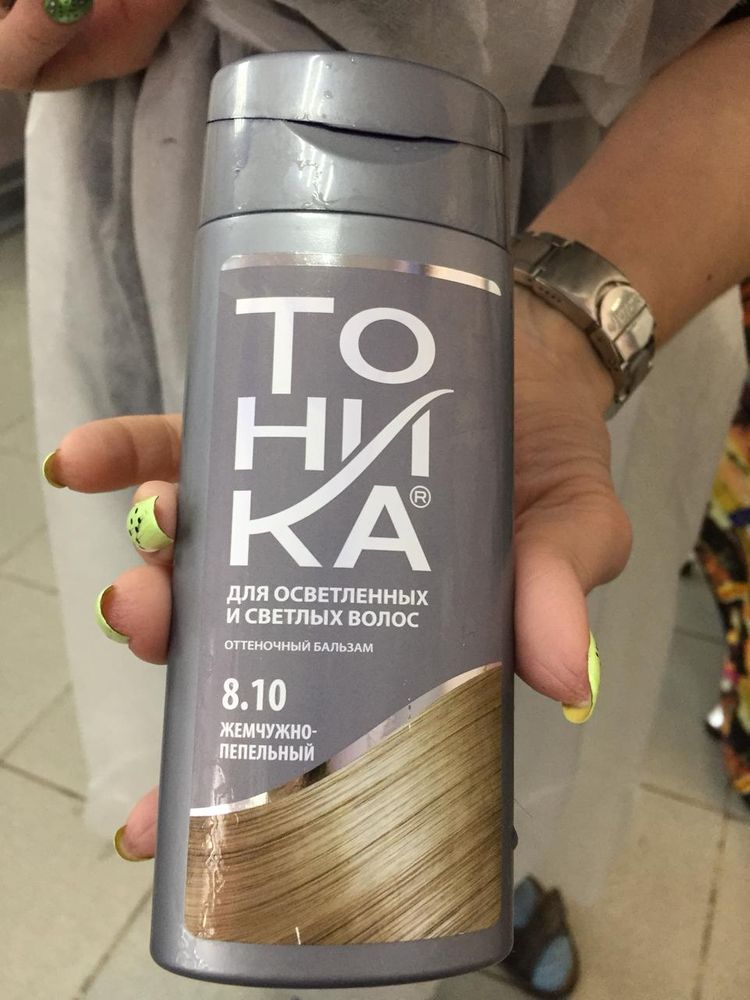 ТО
НИ
КА®
ДЛЯ ОСВЕТЛЕННЫХ
И СВЕТЛЫХ ВОЛОС
ОТТЕНОЧНЫЙ БАЛЬЗАМ
8.10
ЖЕМЧУЖНО-
ПЕПЕЛЬНЫЙ